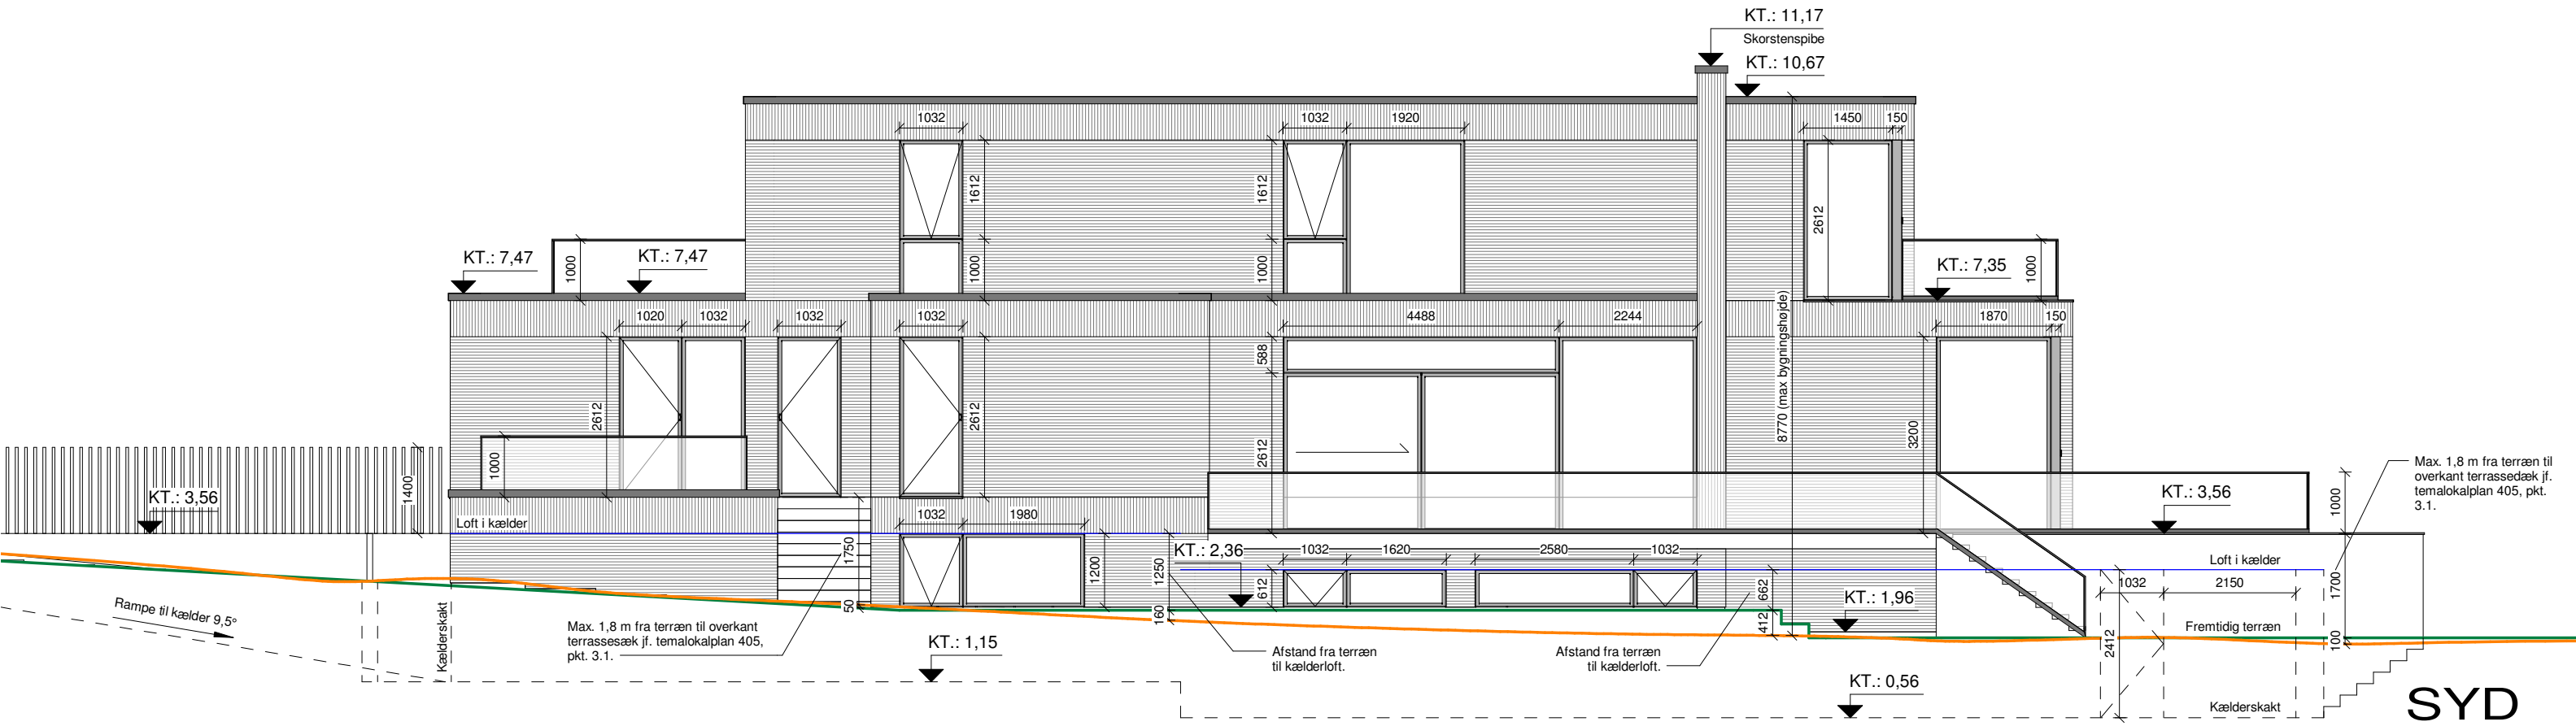 KT.: 11,17
Skorstenspibe
KT.: 10,67
1032
1032
1920
1450
150
1612
1612
2612
KT.: 7,47
1000
KT.: 7,47
1000
1000
KT.: 7,35
1000
8770 (max bygningshøjde)
1020
1032
1032
1032
4488
2244
1870
150
588
2612
2612
2612
3200
1000
1400
KT.: 3,56
KT.: 3,56
1000
Max. 1,8 m fra terræn til
overkant terrassedæk jf.
temalokalplan 405, pkt.
3.1.
Loft i kælder
1032
1980
1750
1200
1250
KT.: 2,36
1032
1620
2580
1032
612
662
Loft i kælder
1032
2150
1700
50
160
412
KT.: 1,96
Rampe til kælder 9,5°
Kælderskakt
Max. 1,8 m fra terræn til overkant
terrassesæk jf. temalokalplan 405,
pkt. 3.1.
KT.: 1,15
Afstand fra terræn
til kælderloft.
Afstand fra terræn
til kælderloft.
Fremtidig terræn
2412
100
KT.: 0,56
Kælderskakt
SYD